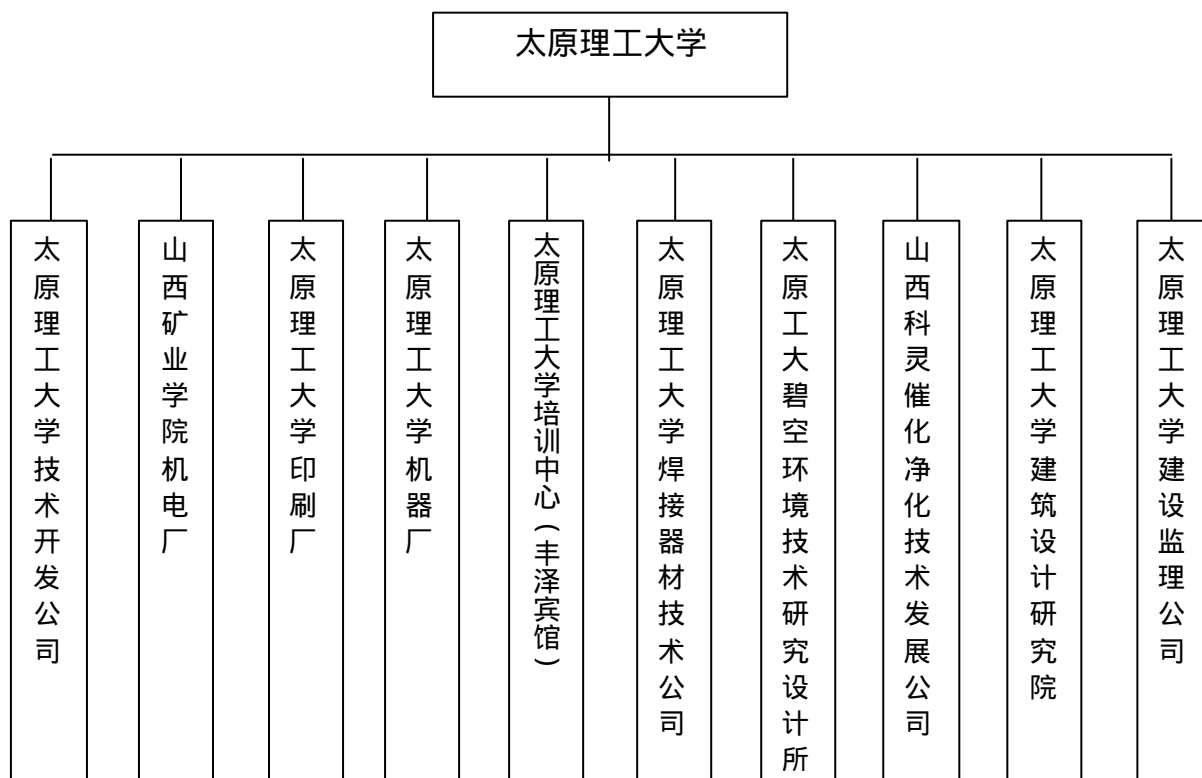 太原理工大学
太原理工大学技术开发公司
山西矿业学院机电厂
太原理工大学印刷厂
太原理工大学机器厂
太原理工大学培训中心（丰泽宾馆）
太原理工大学焊接器材技术公司
太原工大碧空环境技术研究设计所
山西科灵催化净化技术发展公司
太原理工大学建筑设计研究院
太原理工大学建设监理公司